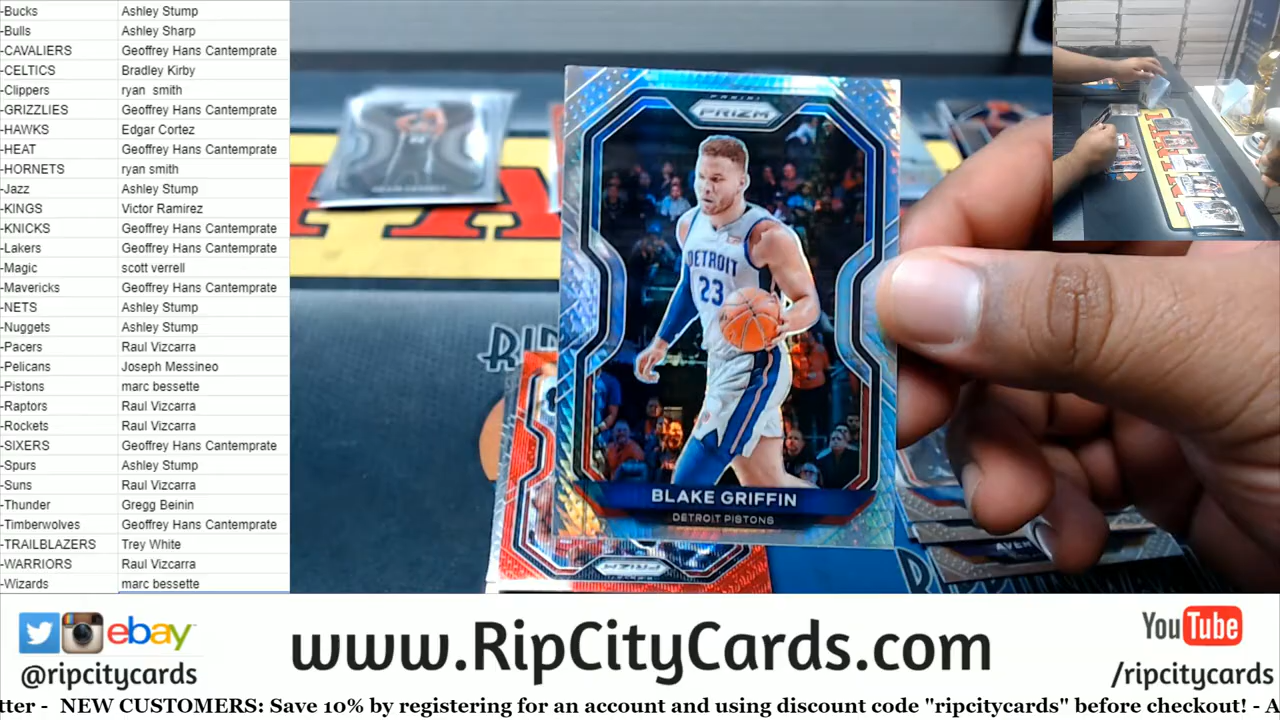 -Bucks Ashley Stump
-Bulls Ashley Sharp
-CAVALIERS Geoffrey Hans Cantemprate
-CELTICS Bradley Kirby
-Clippers ryan smith
-GRIZZLIES Geoffrey Hans Cantemprate
-HAWKS Edgar Cortez
-HEAT Geoffrey Hans Cantemprate
-HORNETS ryan smith
-Jazz Ashley Stump
-KINGS Victor Ramirez
-KNICKS Geoffrey Hans Cantemprate
-Lakers Geoffrey Hans Cantemprate
-Magic scott verrell
-Mavericks Geoffrey Hans Cantemprate
-NETS Ashley Stump
-Nuggets Ashley Stump
-Pacers Raul Vizcarra
-Pelicans Joseph Messineo
-Pistons marc bessette
-Raptors Raul Vizcarra
-Rockets Raul Vizcarra
-SIXERS Geoffrey Hans Cantemprate
-Spurs Ashley Stump
-Suns Raul Vizcarra
-Thunder Gregg Beinin
-Timberwolves Geoffrey Hans Cantemprate
-TRAILBLAZERS Trey White
-WARRIORS Raul Vizcarra
-Wizards marc bessette
PANINI
PRIZM
DETROIT
23
BLAKE GRIFFIN
DETROIT PISTONS
PRIZM
ebay
@ripcitycards
www.RipCityCards.com
YouTube
/ripcitycards
tter - NEW CUSTOMERS: Save 10% by registering for an account and using discount code "ripcitycards" before checkout! - A